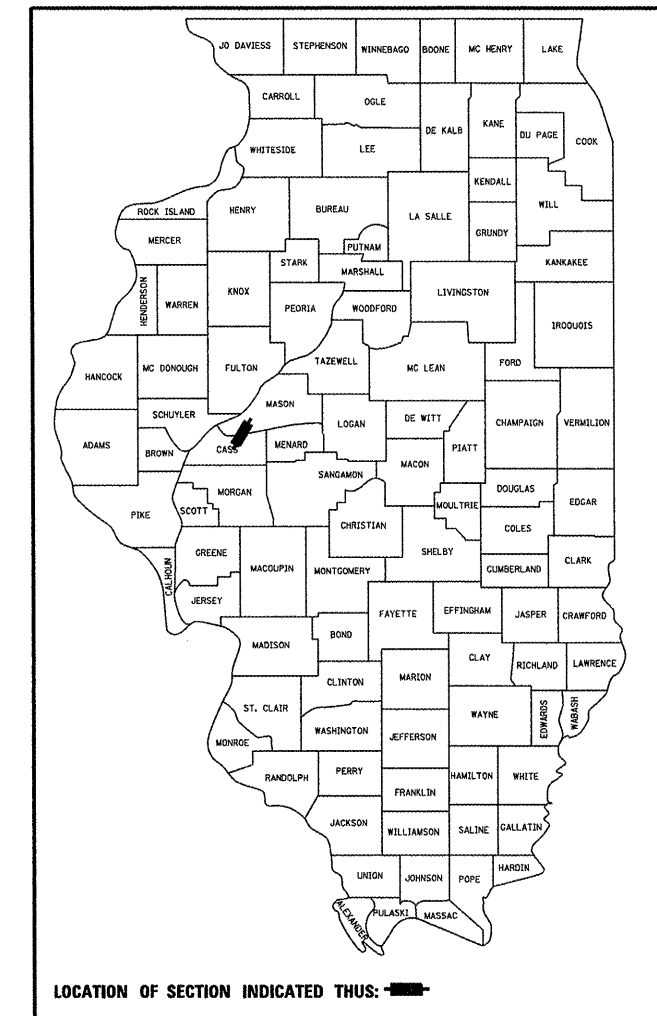 JO DAVIESS STEPHENSON WINNEBAGO BOONE MC HENRY LAKE
CARROLL OGLE DE KALB KANE DU PAGE COOK
WHITESIDE LEE
KENDALL
ROCK ISLAND HENRY BUREAU LA SALLE WILL
MERCER PUTNAM GRUNDY
STARK MARSHALL KANKAKEE
HENDERSON WARREN KNOX PEORIA WOODFORD LIVINGSTON IROQUOIS
HANCOCK MC DONOUGH FULTON TAZEWELL MC LEAN FORD
MASON
SCHUYLER LOGAN DE WITT CHAMPAIGN VERMILION
ADAMS BROWN CASS MENARD MACON PIATT
SANGAMON
PIKE SCOTT MORGAN MOULTRIE DOUGLAS EDGAR
CHRISTIAN COLES
GREENE MACOUPIN MONTGOMERY SHELBY CUMBERLAND CLARK
CALHOUN JERSEY
FAYETTE EFFINGHAM JASPER CRAWFORD
MADISON BOND
CLAY RICHLAND LAWRENCE
CLINTON MARION
ST. CLAIR WAYNE EDWARDS WABASH
MONROE WASHINGTON JEFFERSON
RANDOLPH PERRY HAMILTON WHITE
FRANKLIN
JACKSON WILLIAMSON SALINE GALLATIN
UNION JOHNSON POPE HARDIN
ALEXANDER PULASKI MASSAC
LOCATION OF SECTION INDICATED THUS: